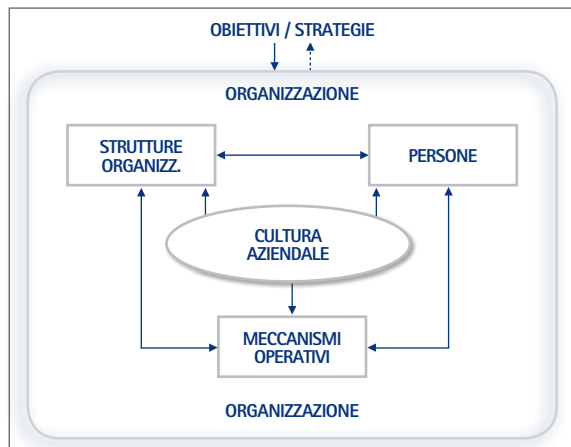 OBIETTIVI / STRATEGIE
ORGANIZZAZIONE
STRUTTURE
ORGANIZZ.
PERSONE
CULTURA
AZIENDALE
MECCANISMI
OPERATIVI
ORGANIZZAZIONE